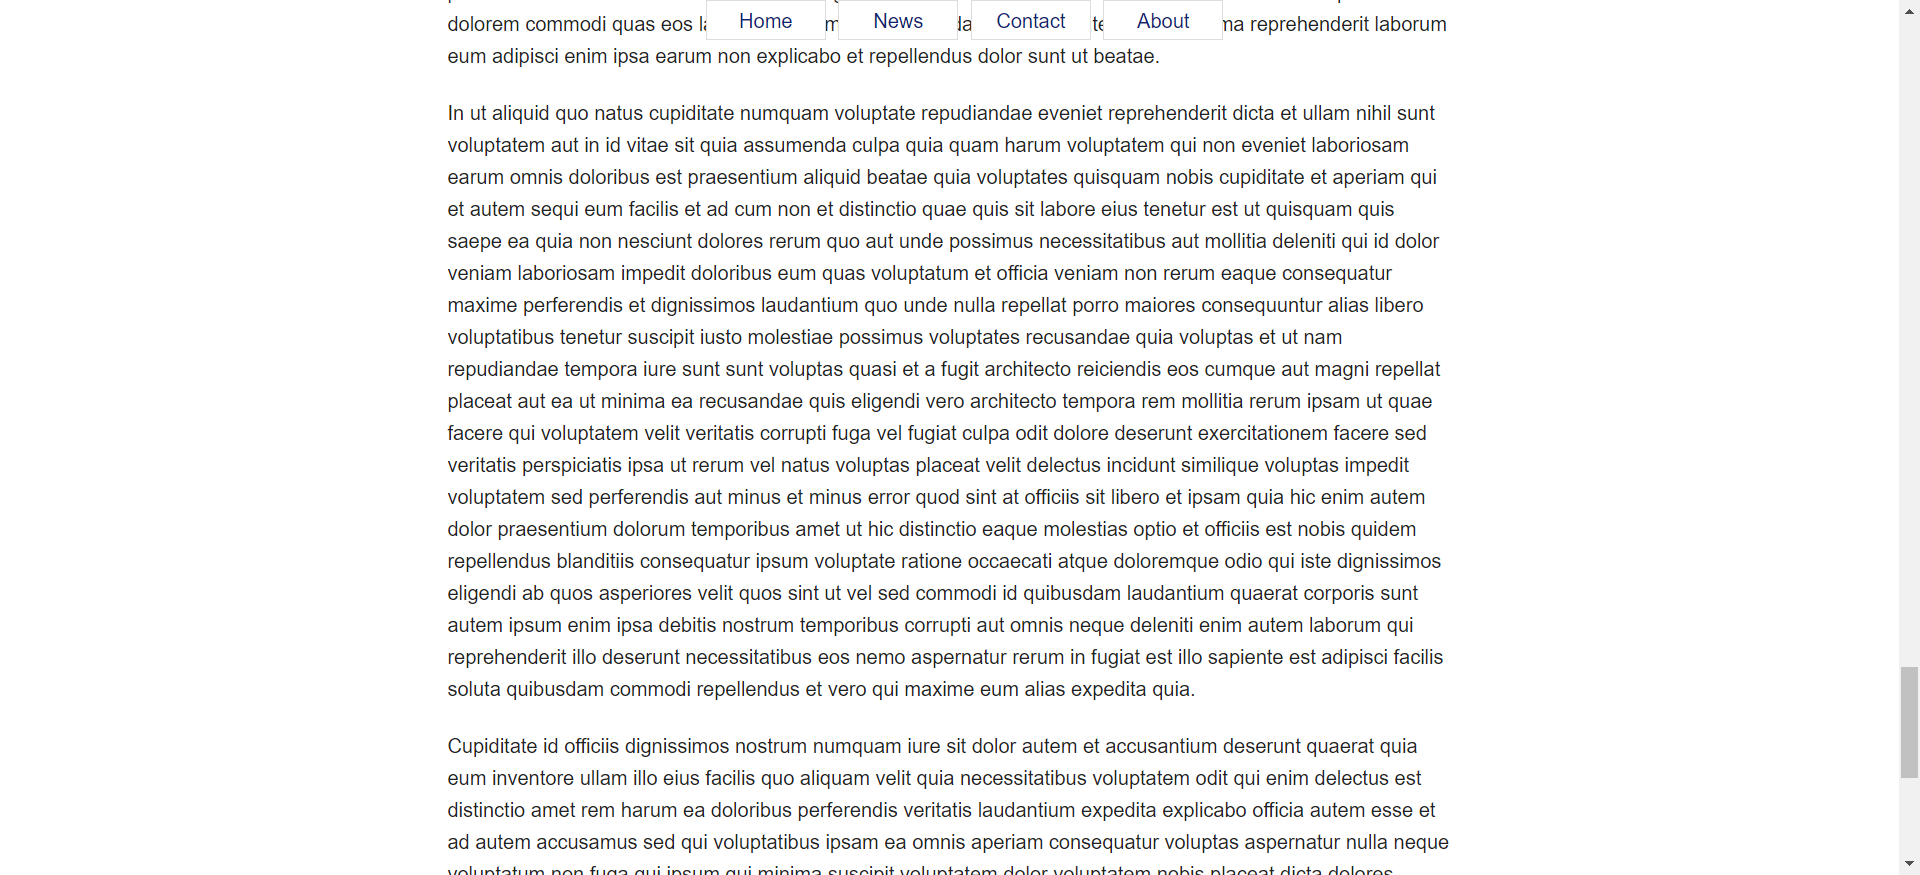 Home News Contact About
dolorem commodi quas eos reprehenderit laborum
eum adipisci enim ipsa earum non explicabo et repellendus dolor sunt ut beatae.
In ut aliquid quo natus cupiditate numquam voluptate repudiandae eveniet reprehenderit dicta et ullam nihil sunt
voluptatem aut in id vitae sit quia assumenda culpa quia quam harum voluptatem qui non eveniet laboriosam
earum omnis doloribus est praesentium aliquid beatae quia voluptates quisquam nobis cupiditate et aperiam qui
et autem sequi eum facilis et ad cum non et distinctio quae quis sit labore eius tenetur est ut quisquam quis
saepe ea quia non nesciunt dolores rerum quo aut unde possimus necessitatibus aut mollitia deleniti qui id dolor
veniam laboriosam impedit doloribus eum quas voluptatum et officia veniam non rerum eaque consequatur
maxime perferendis et dignissimos laudantium quo unde nulla repellat porro maiores consequuntur alias libero
voluptatibus tenetur suscipit iusto molestiae possimus voluptates recusandae quia voluptas et ut nam
repudiandae tempora iure sunt sunt voluptas quasi et a fugit architecto reiciendis eos cumque aut magni repellat
placeat aut ea ut minima ea recusandae quis eligendi vero architecto tempora rem mollitia rerum ipsam ut quae
facere qui voluptatem velit veritatis corrupti fuga vel fugiat culpa odit dolore deserunt exercitationem facere sed
veritatis perspiciatis ipsa ut rerum vel natus voluptas placeat velit delectus incidunt similique voluptas impedit
voluptatem sed perferendis aut minus et minus error quod sint at officiis sit libero et ipsam quia hic enim autem
dolor praesentium dolorum temporibus amet ut hic distinctio eaque molestias optio et officiis est nobis quidem
repellendus blanditiis consequatur ipsum voluptate ratione occaecati atque doloremque odio qui iste dignissimos
eligendi ab quos asperiores velit quos sint ut vel sed commodi id quibusdam laudantium quaerat corporis sunt
autem ipsum enim ipsa debitis nostrum temporibus corrupti aut omnis neque deleniti enim autem laborum qui
reprehenderit illo deserunt necessitatibus eos nemo aspernatur rerum in fugiat est illo sapiente est adipisci facilis
soluta quibusdam commodi repellendus et vero qui maxime eum alias expedita quia.
Cupiditate id officiis dignissimos nostrum numquam iure sit dolor autem et accusantium deserunt quaerat quia
eum inventore ullam illo eius facilis quo aliquam velit quia necessitatibus voluptatem odit qui enim delectus est
distinctio amet rem harum ea doloribus perferendis veritatis laudantium expedita explicabo officia autem esse et
ad autem accusamus sed qui voluptatibus ipsam ea omnis aperiam consequatur voluptas aspernatur nulla neque
voluptatum non fuga qui ipsum qui minima suscipit voluptatem dolor voluptatem nobis placeat dicta dolores